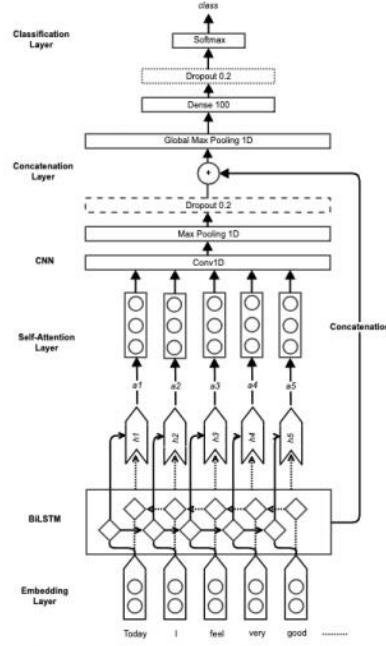 class
Classification
Layer
Softmax
Dropout 0.2
Dense 100
Global Max Pooling 1D
Concatenation
Layer
+
Dropout 0.2
Max Pooling 1D
CNN
Conv1D
Concatenation
Self-Attention
Layer
a1 a2 a3 a4 a5
h1 h2 h3 h4 h5
BiLSTM
Embedding
Layer
Today I feel very good ..........